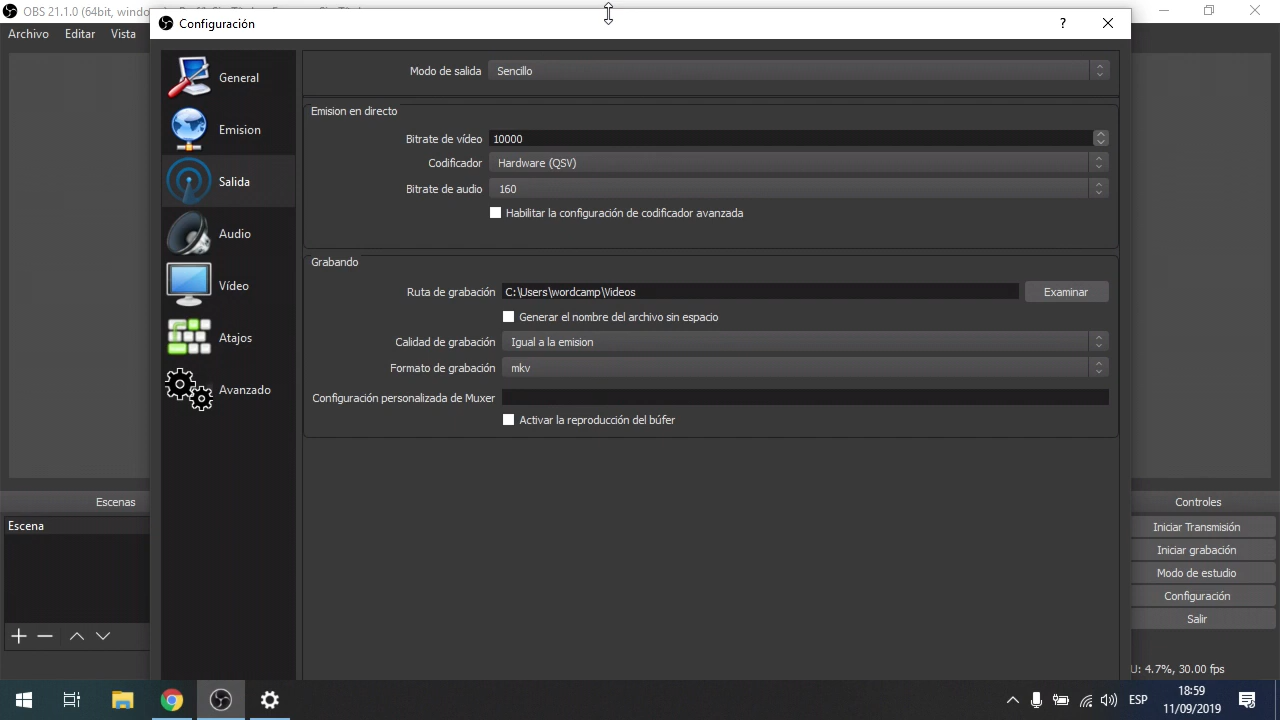 OBS 21.1.0 (64bit, windo
Configuración
?
Archivo Editar Vista
General
Emision
Salida
Audio
Vídeo
Atajos
Avanzado
Modo de salida Sencillo
Emision en directo
Bitrate de vídeo 10000
Codificador Hardware (QSV)
Bitrate de audio 160
Habilitar la configuración de codificador avanzada
Grabando
Ruta de grabación C:\Users\wordcamp\Videos Examinar
Generar el nombre del archivo sin espacio
Calidad de grabación Igual a la emision
Formato de grabación mkv
Configuración personalizada de Muxer
Activar la reproducción del búfer
Escenas
Escena
Controles
Iniciar Transmisión
Iniciar grabación
Modo de estudio
Configuración
Salir
U: 4.7%, 30.00 fps
ESP
18:59
11/09/2019